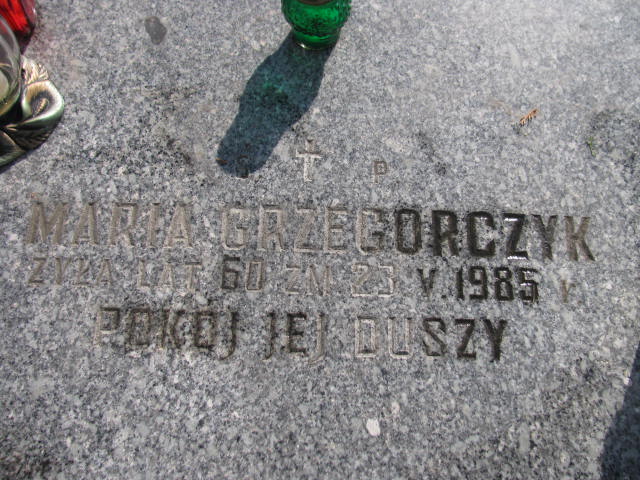 † P
MARIA GRZEGORCZYK
ŻYŁA LAT 60 ZM 23 V.1985 r
POKÓJ JEJ DUSZY